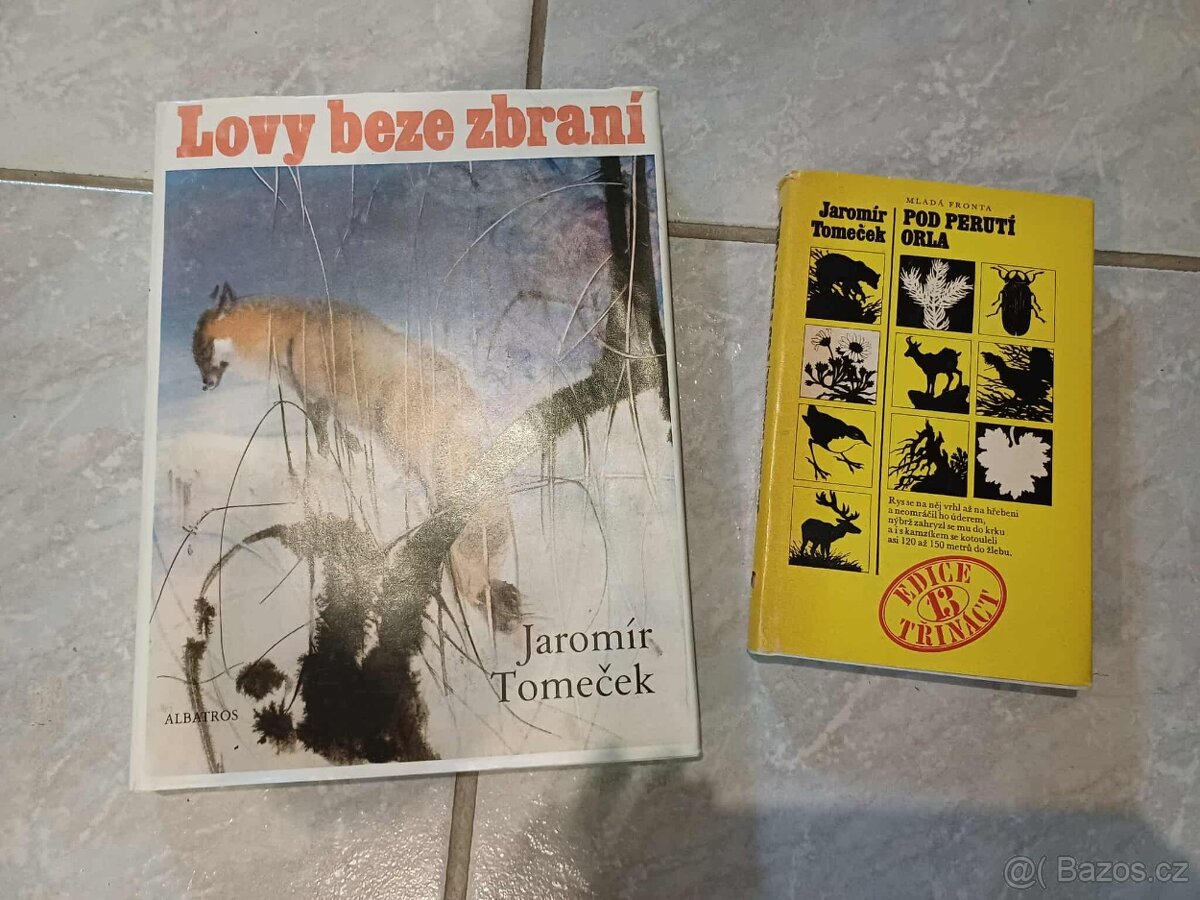 Lovy beze zbraní
Jaromír
Tomeček
ALBATROS
MLADÁ FRONTA
Jaromír
Tomeček
POD PERUTÍ
ORLA
Rys se na něj vrhl až na hřebeni
a neomráčil ho úderem,
nýbrž zahryzl se mu do krku
a i s kamzíkem se kotouleli
asi 120 až 150 metrů do žlebu.
EDICE
13
TŘINÁCT
@( Bazos.cz